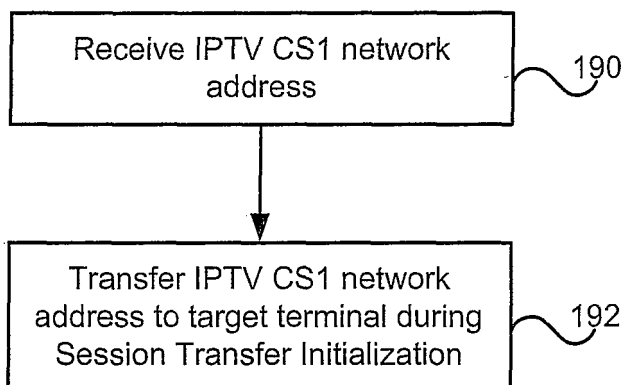 Receive IPTV CS1 network
address
190
Transfer IPTV CS1 network
address to target terminal during
Session Transfer Initialization
192